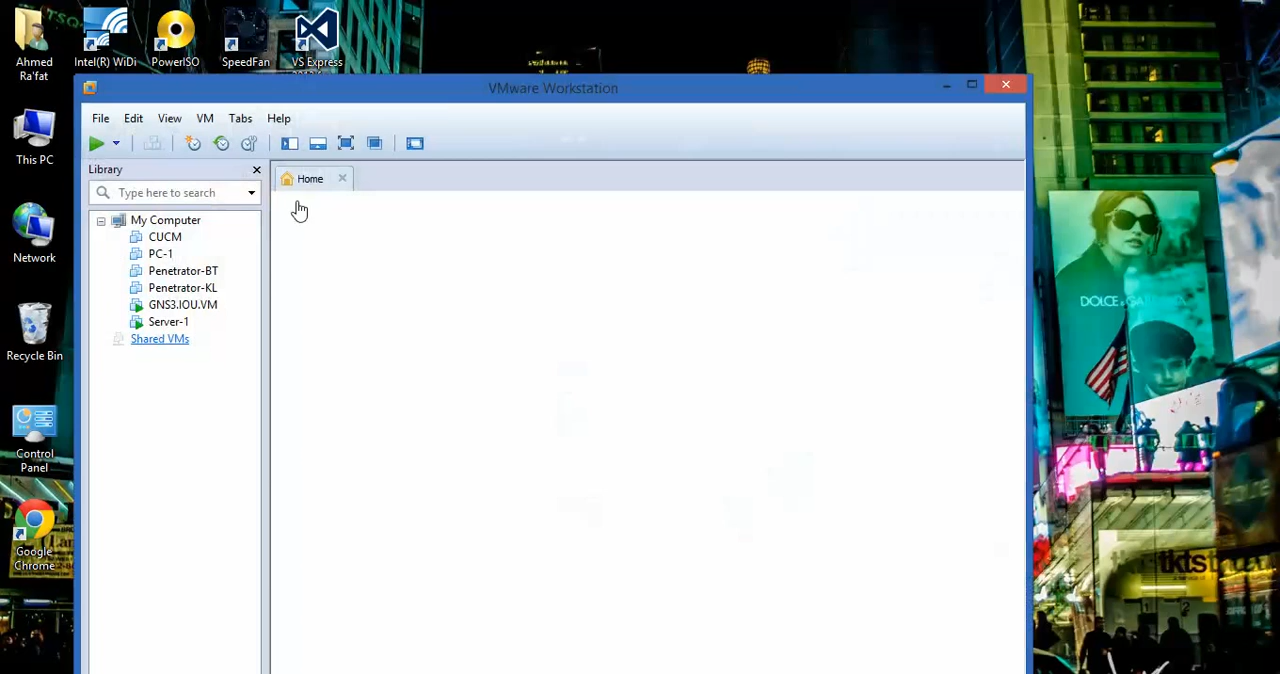 Ahmed
Ra'fat
Intel(R) WiDi
PowerISO
SpeedFan
VS Express
This PC
Network
Recycle Bin
Control
Panel
Google
Chrome
VMware Workstation
File Edit View VM Tabs Help
Library
Type here to search
My Computer
CUCM
PC-1
Penetrator-BT
Penetrator-KL
GNS3.IOU.VM
Server-1
Shared VMs
Home
DOLCE & GA
tkts